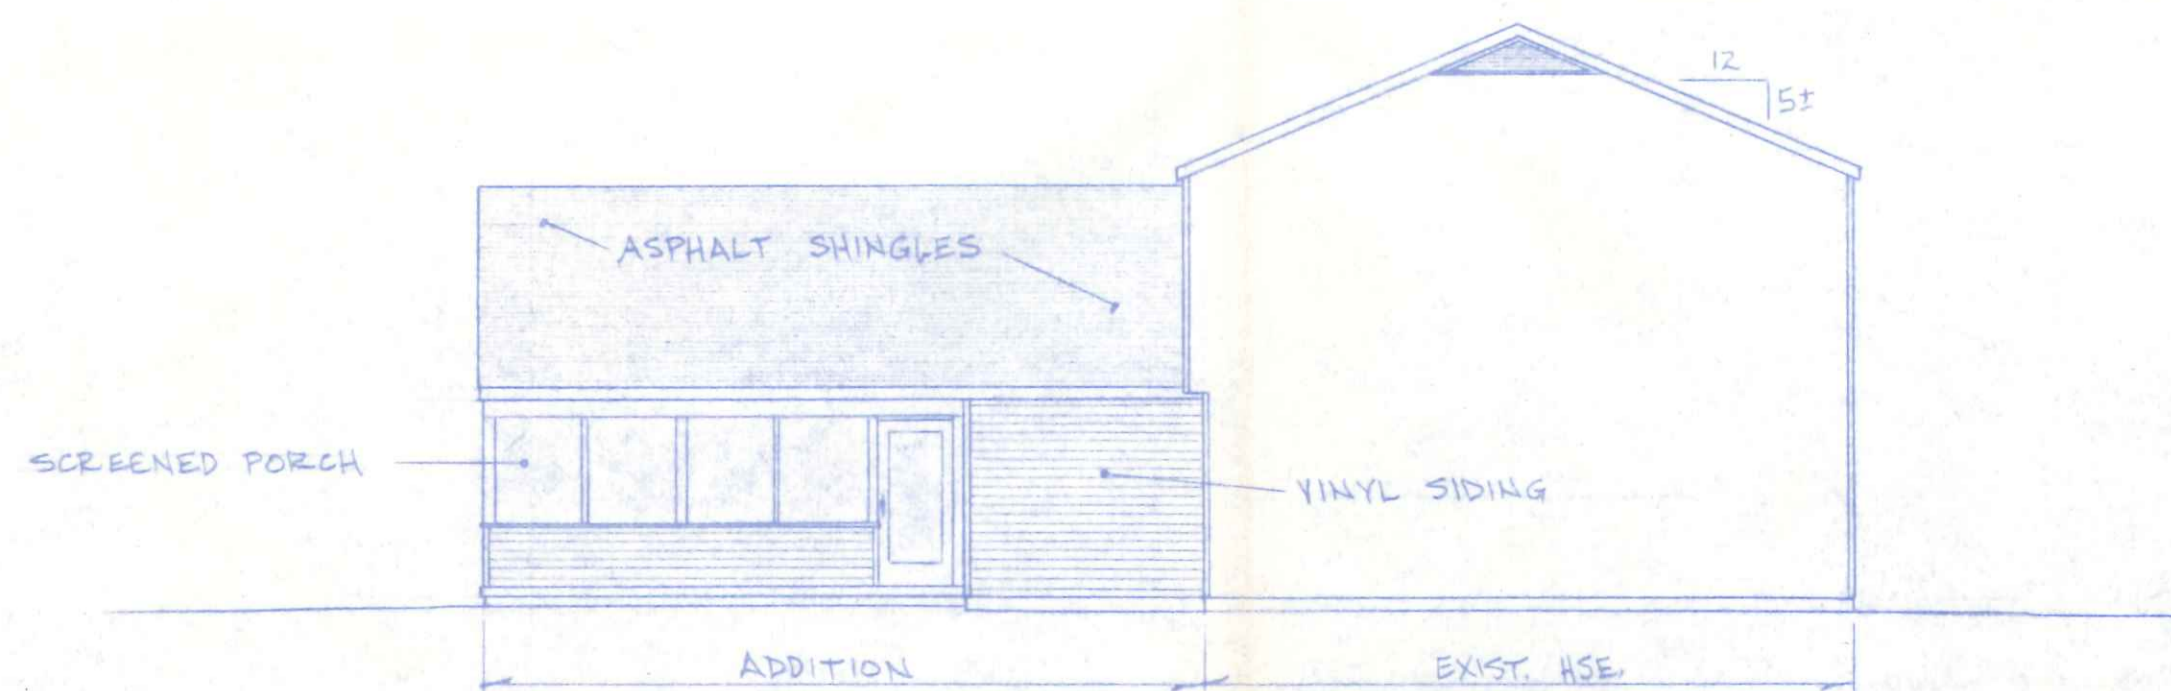 12
5±
ASPHALT SHINGLES
SCREENED PORCH
VINYL SIDING
ADDITION
EXIST. HSE.